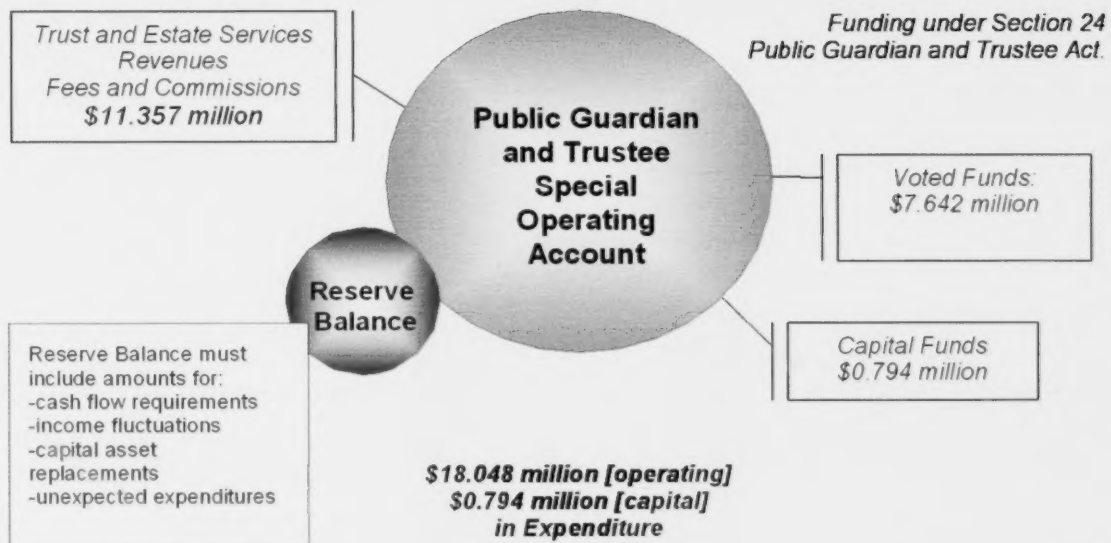 Trust and Estate Services
Revenues
Fees and Commissions
$11.357 million
Funding under Section 24
Public Guardian and Trustee Act.
Public Guardian
and Trustee
Special
Operating
Account
Voted Funds:
$7.642 million
Reserve
Balance
Capital Funds
$0.794 million
Reserve Balance must
include amounts for:
-cash flow requirements
-income fluctuations
-capital asset
replacements
-unexpected expenditures
$18.048 million [operating]
$0.794 million [capital]
in Expenditure